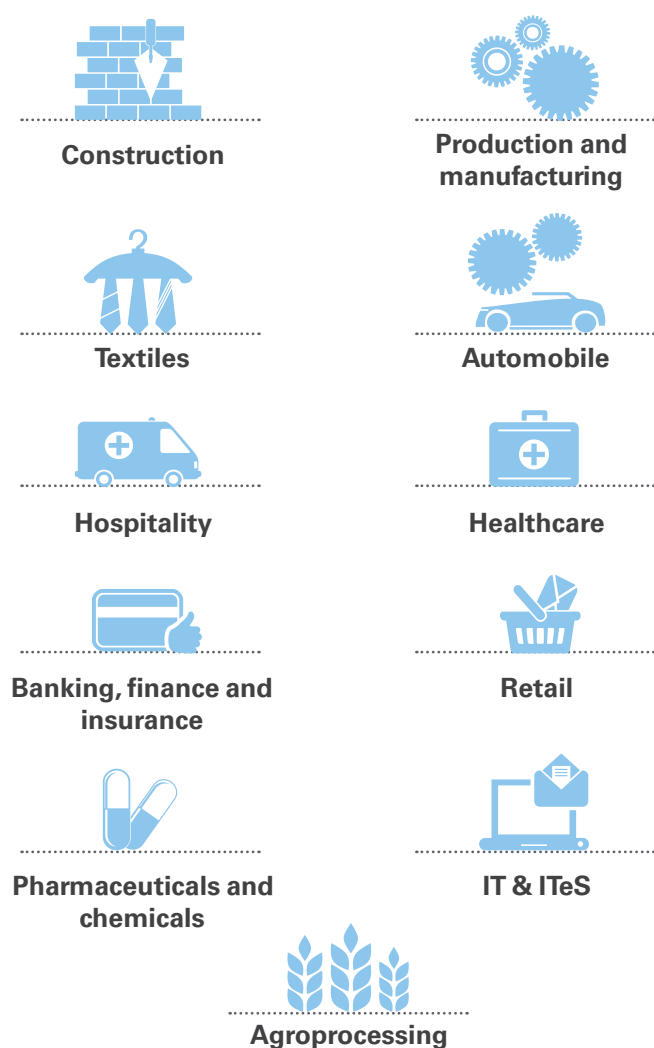 Construction
Production and
manufacturing
Textiles
Automobile
Hospitality
Healthcare
Banking, finance and
insurance
Retail
Pharmaceuticals and
chemicals
IT & ITeS
Agroprocessing